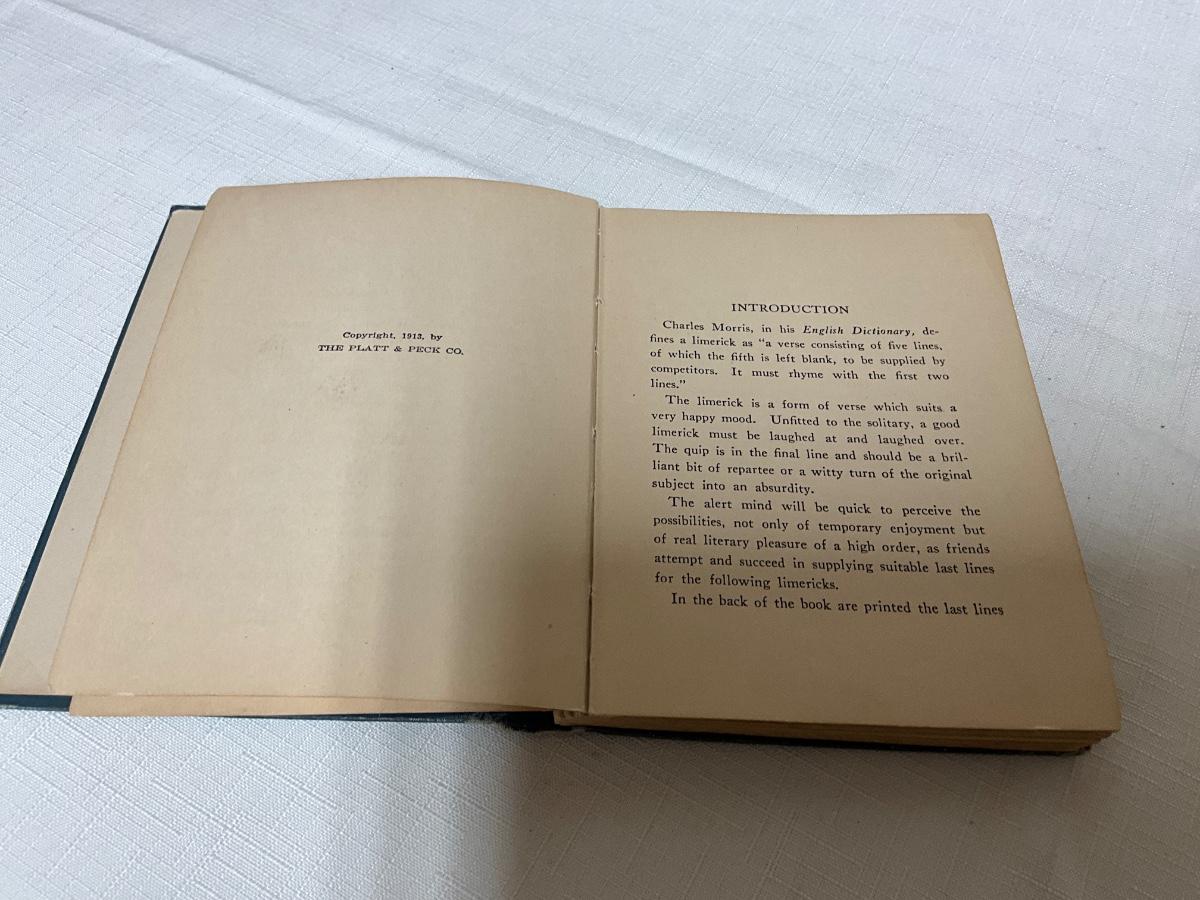 Copyright, 1913, by
THE PLATT & PECK CO.
INTRODUCTION
Charles Morris, in his English Dictionary, de-
fines a limerick as "a verse consisting of five lines,
of which the fifth is left blank, to be supplied by
competitors. It must rhyme with the first two
lines."
The limerick is a form of verse which suits a
very happy mood. Unfitted to the solitary, a good
limerick must be laughed at and laughed over.
The quip is in the final line and should be a bril-
liant bit of repartee or a witty turn of the original
subject into an absurdity.
The alert mind will be quick to perceive the
possibilities, not only of temporary enjoyment but
of real literary pleasure of a high order, as friends
attempt and succeed in supplying suitable last lines
for the following limericks.
In the back of the book are printed the last lines